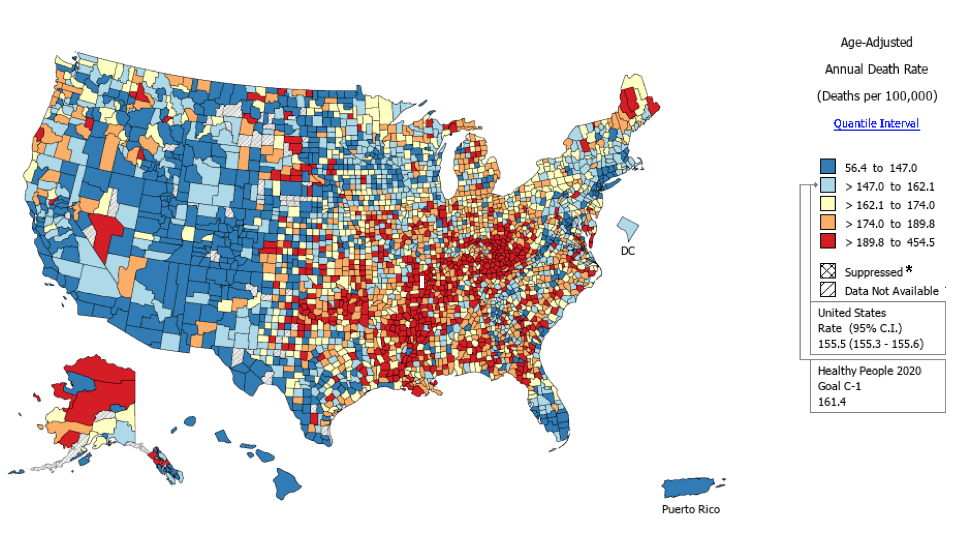 Age-Adjusted
Annual Death Rate
(Deaths per 100,000)
Quantile Interval
56.4 to 147.0
> 147.0 to 162.1
> 162.1 to 174.0
> 174.0 to 189.8
> 189.8 to 454.5
Suppressed *
Data Not Available
United States
Rate (95% C.I.)
155.5 (155.3 - 155.6)
Healthy People 2020
Goal C-1
161.4
DC
Puerto Rico